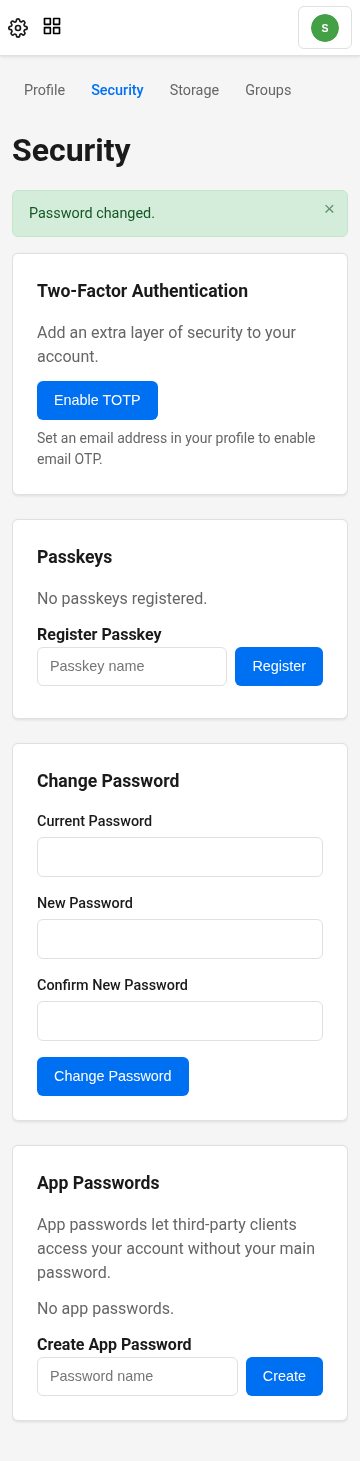 S
Profile Security Storage Groups
Security
Password changed. ×
Two-Factor Authentication
Add an extra layer of security to your
account.
Enable TOTP
Set an email address in your profile to enable
email OTP.
Passkeys
No passkeys registered.
Register Passkey
Passkey name Register
Change Password
Current Password
New Password
Confirm New Password
Change Password
App Passwords
App passwords let third-party clients
access your account without your main
password.
No app passwords.
Create App Password
Password name Create